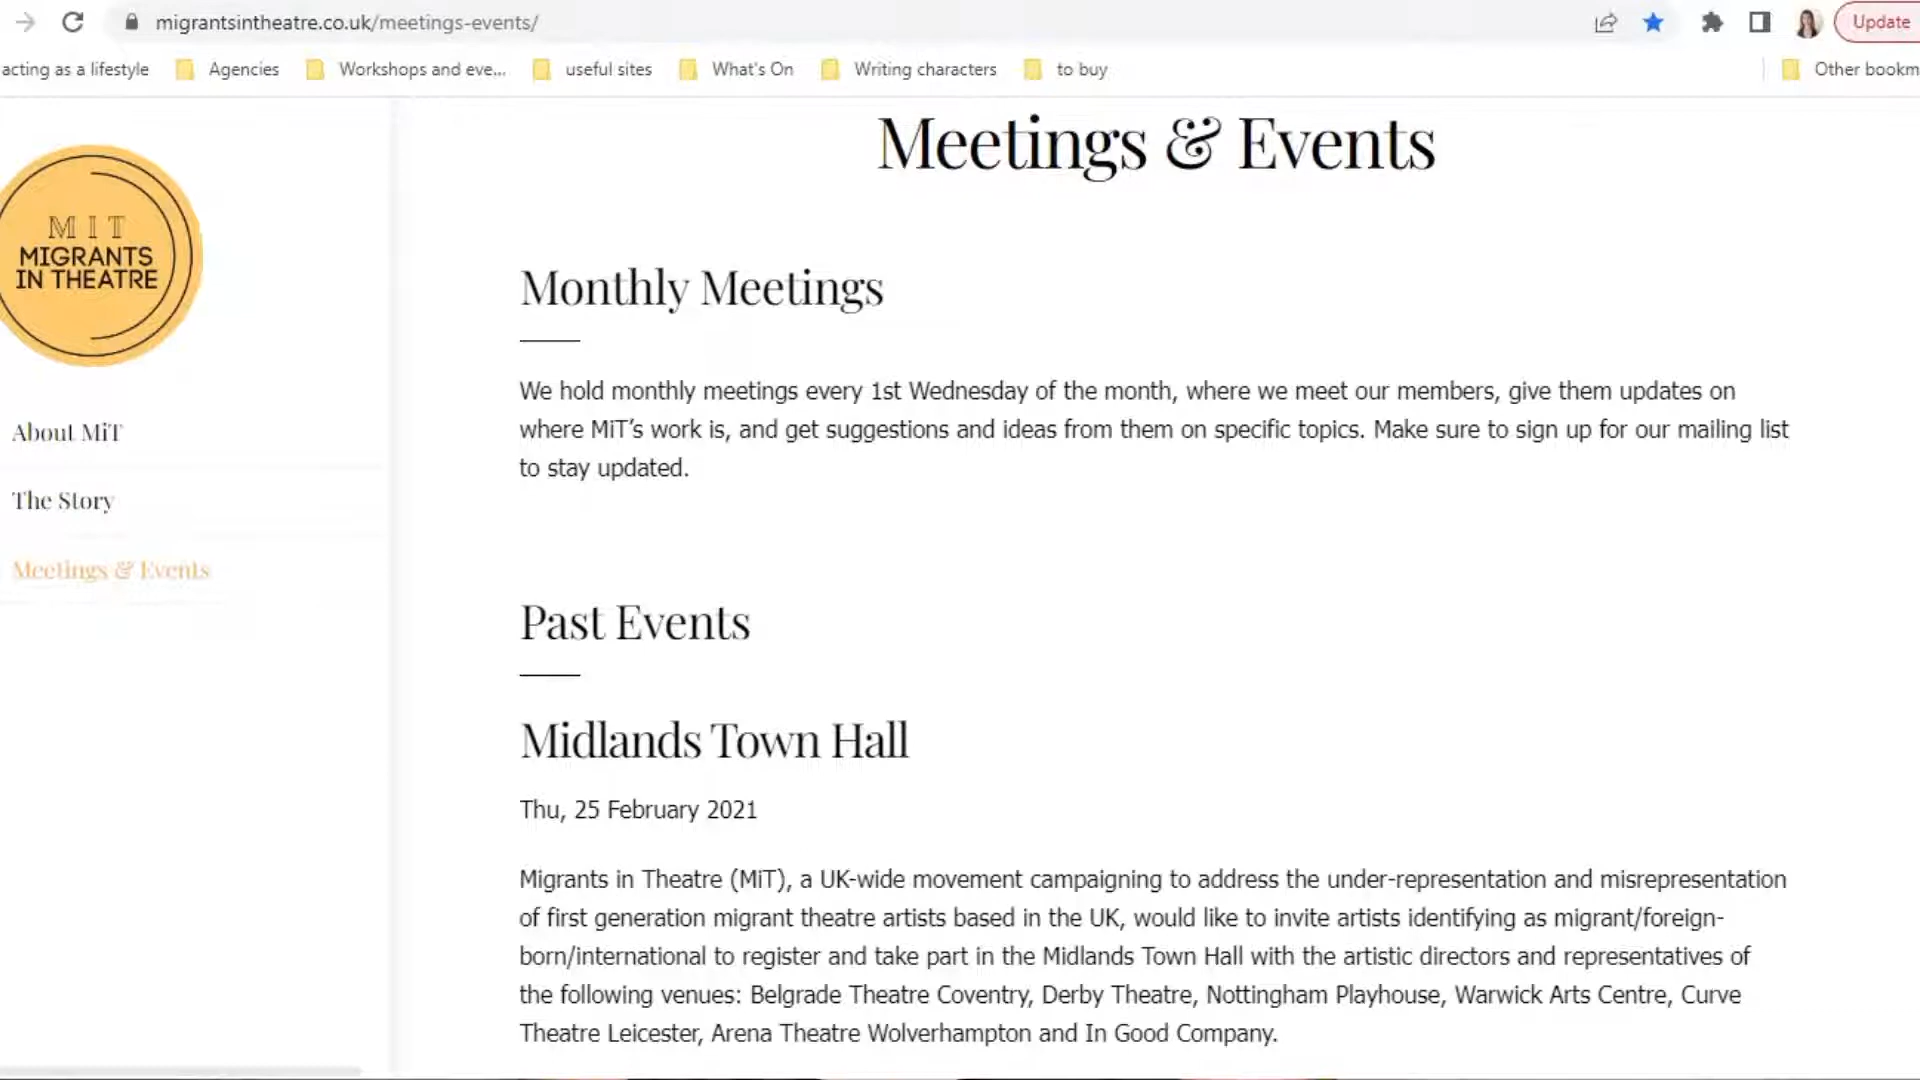 migrantsintheatre.co.uk/meetings-events/
Update
acting as a lifestyle
Agencies
Workshops and eve...
useful sites
What's On
Writing characters
to buy
Other bookm
MIT
MIGRANTS
IN THEATRE
About MiT
The Story
Meetings & Events
Meetings & Events
Monthly Meetings
We hold monthly meetings every 1st Wednesday of the month, where we meet our members, give them updates on
where MiT's work is, and get suggestions and ideas from them on specific topics. Make sure to sign up for our mailing list
to stay updated.
Past Events
Midlands Town Hall
Thu, 25 February 2021
Migrants in Theatre (MiT), a UK-wide movement campaigning to address the under-representation and misrepresentation
of first generation migrant theatre artists based in the UK, would like to invite artists identifying as migrant/foreign-
born/international to register and take part in the Midlands Town Hall with the artistic directors and representatives of
the following venues: Belgrade Theatre Coventry, Derby Theatre, Nottingham Playhouse, Warwick Arts Centre, Curve
Theatre Leicester, Arena Theatre Wolverhampton and In Good Company.